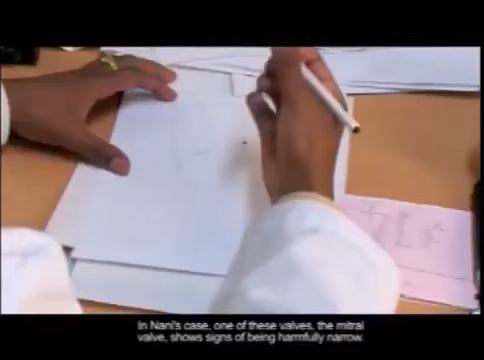 In Nani's case, one of these valves, the mitral
valve, shows signs of being harmfully narrow.